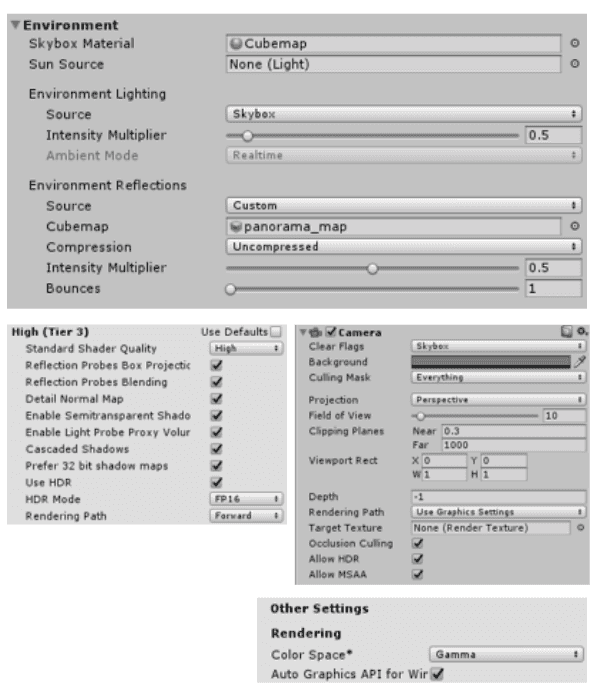 Environment
Skybox Material Cubemap
Sun Source None (Light)
Environment Lighting
Source Skybox
Intensity Multiplier 0.5
Ambient Mode Realtime
Environment Reflections
Source Custom
Cubemap panorama_map
Compression Uncompressed
Intensity Multiplier 0.5
Bounces 1
High (Tier 3) Use Defaults
Standard Shader Quality High
Reflection Probes Box Projectic
Reflection Probes Blending
Detail Normal Map
Enable Semitransparent Shado
Enable Light Probe Proxy Volur
Cascaded Shadows
Prefer 32 bit shadow maps
Use HDR
HDR Mode FP16
Rendering Path Forward
Camera
Clear Flags Skybox
Background
Culling Mask Everything
Projection Perspective
Field of View 10
Clipping Planes Near 0.3
Far 1000
Viewport Rect X 0 Y 0
W 1 H 1
Depth -1
Rendering Path Use Graphics Settings
Target Texture None (Render Texture)
Occlusion Culling
Allow HDR
Allow MSAA
Other Settings
Rendering
Color Space* Gamma
Auto Graphics API for Wir